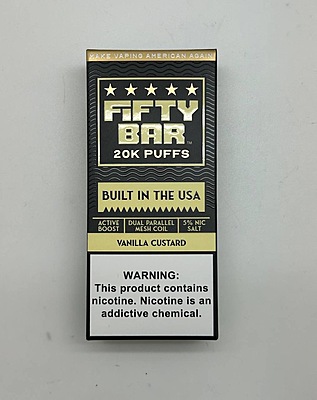 MAKE VAPING AMERICAN AGAIN
FIFTY
BAR™
20K PUFFS
BUILT IN THE USA
ACTIVE BOOST
DUAL PARALLEL MESH COIL
5% NIC SALT
VANILLA CUSTARD
WARNING:
This product contains
nicotine. Nicotine is an
addictive chemical.